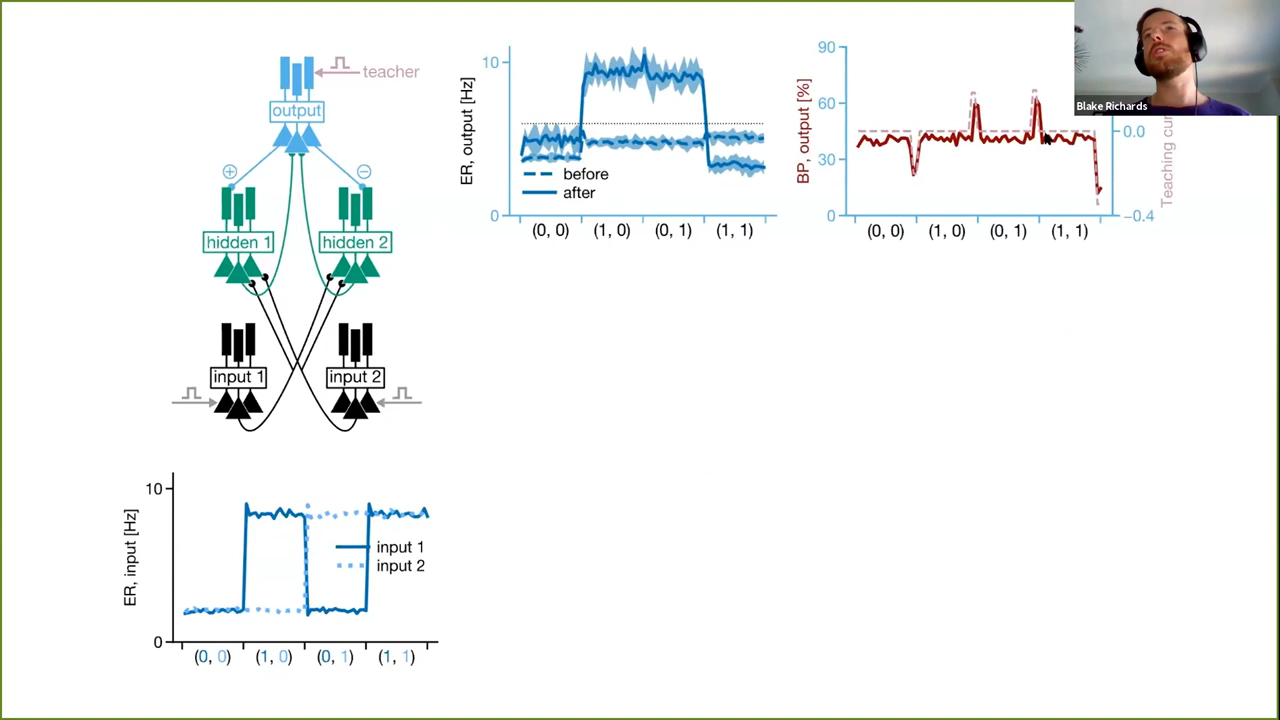 teacher
output
+
−
hidden 1
hidden 2
input 1
input 2
ER, output [Hz]
10
0
before
after
(0, 0)
(1, 0)
(0, 1)
(1, 1)
BP, output [%]
90
60
30
0
(0, 0)
(1, 0)
(0, 1)
(1, 1)
0.0
−0.4
Teaching
Blake Richards
ER, input [Hz]
10
0
input 1
input 2
(0, 0)
(1, 0)
(0, 1)
(1, 1)